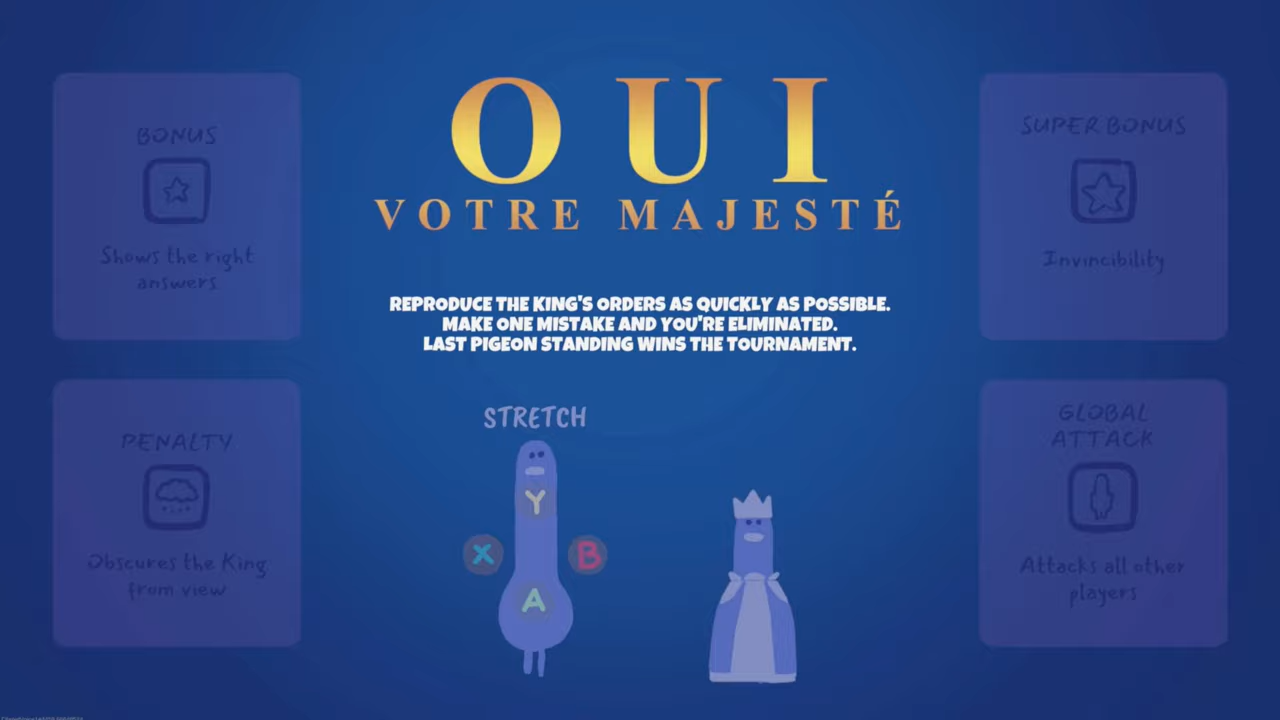 OUI
VOTRE MAJESTÉ
REPRODUCE THE KING'S ORDERS AS QUICKLY AS POSSIBLE.
MAKE ONE MISTAKE AND YOU'RE ELIMINATED.
LAST PIGEON STANDING WINS THE TOURNAMENT.
BONUS
Shows the right
answers
PENALTY
Obscures the King
from view
STRETCH
Y
X
B
A
SUPER BONUS
Invincibility
GLOBAL
ATTACK
Attacks all other
players